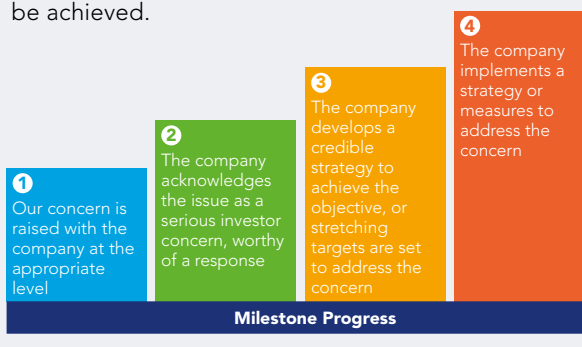 be achieved.
1
Our concern is
raised with the
company at the
appropriate
level
2
The company
acknowledges
the issue as a
serious investor
concern, worthy
of a response
3
The company
develops a
credible
strategy to
achieve the
objective, or
stretching
targets are set
to address the
concern
4
The company
implements a
strategy or
measures to
address the
concern
Milestone Progress